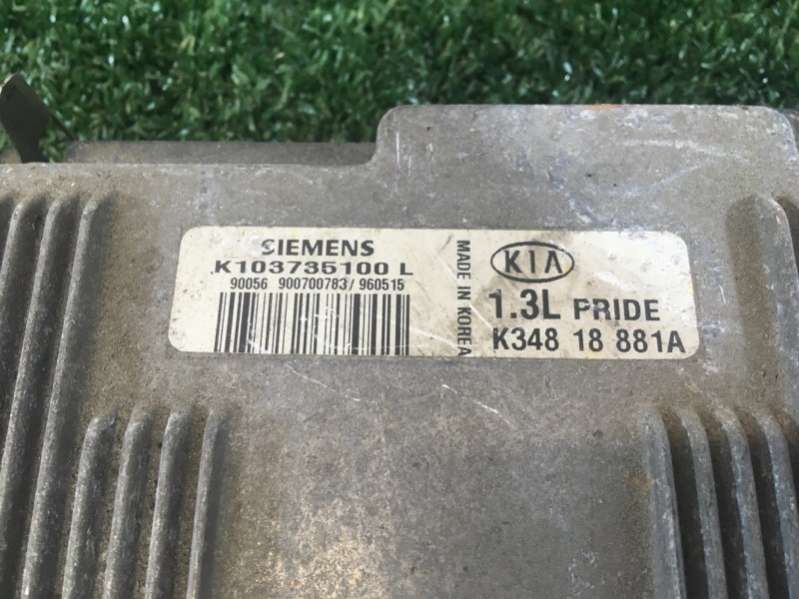 SIEMENS
K103735100 L
90056 900700783/960515
MADE IN KOREA
KIA
1.3L PRIDE
K348 18 881A